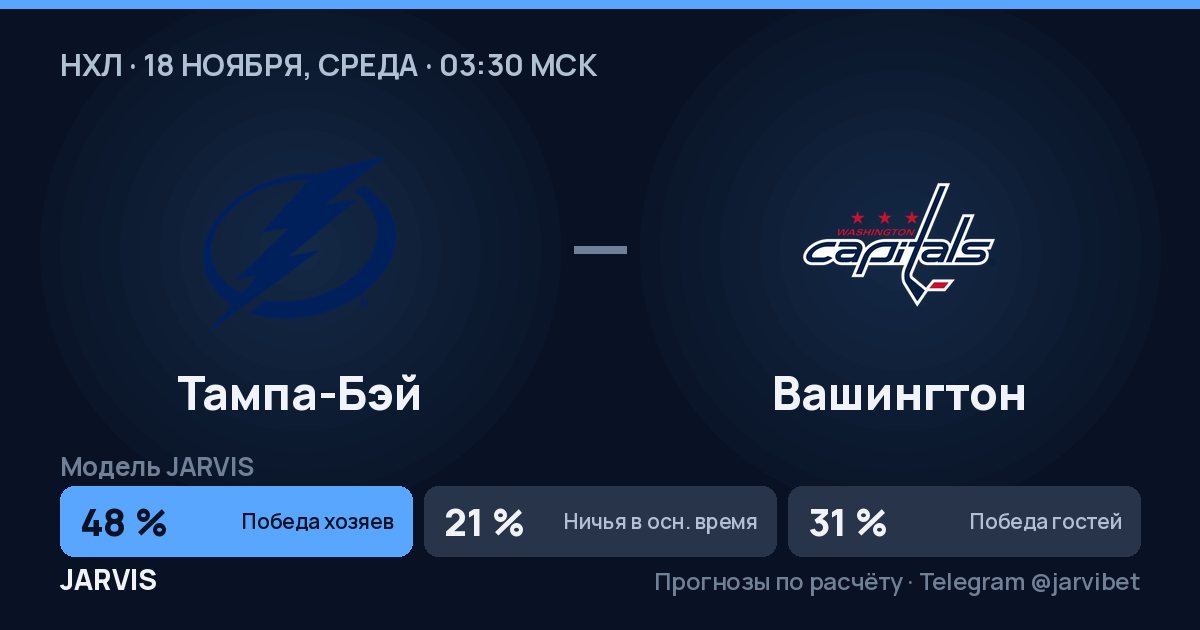 НХЛ · 18 НОЯБРЯ, СРЕДА · 03:30 МСК
WASHINGTON
capitals
Тампа-Бэй
—
Вашингтон
Модель JARVIS
48 % Победа хозяев
21 % Ничья в осн. время
31 % Победа гостей
JARVIS
Прогнозы по расчёту · Telegram @jarvibet